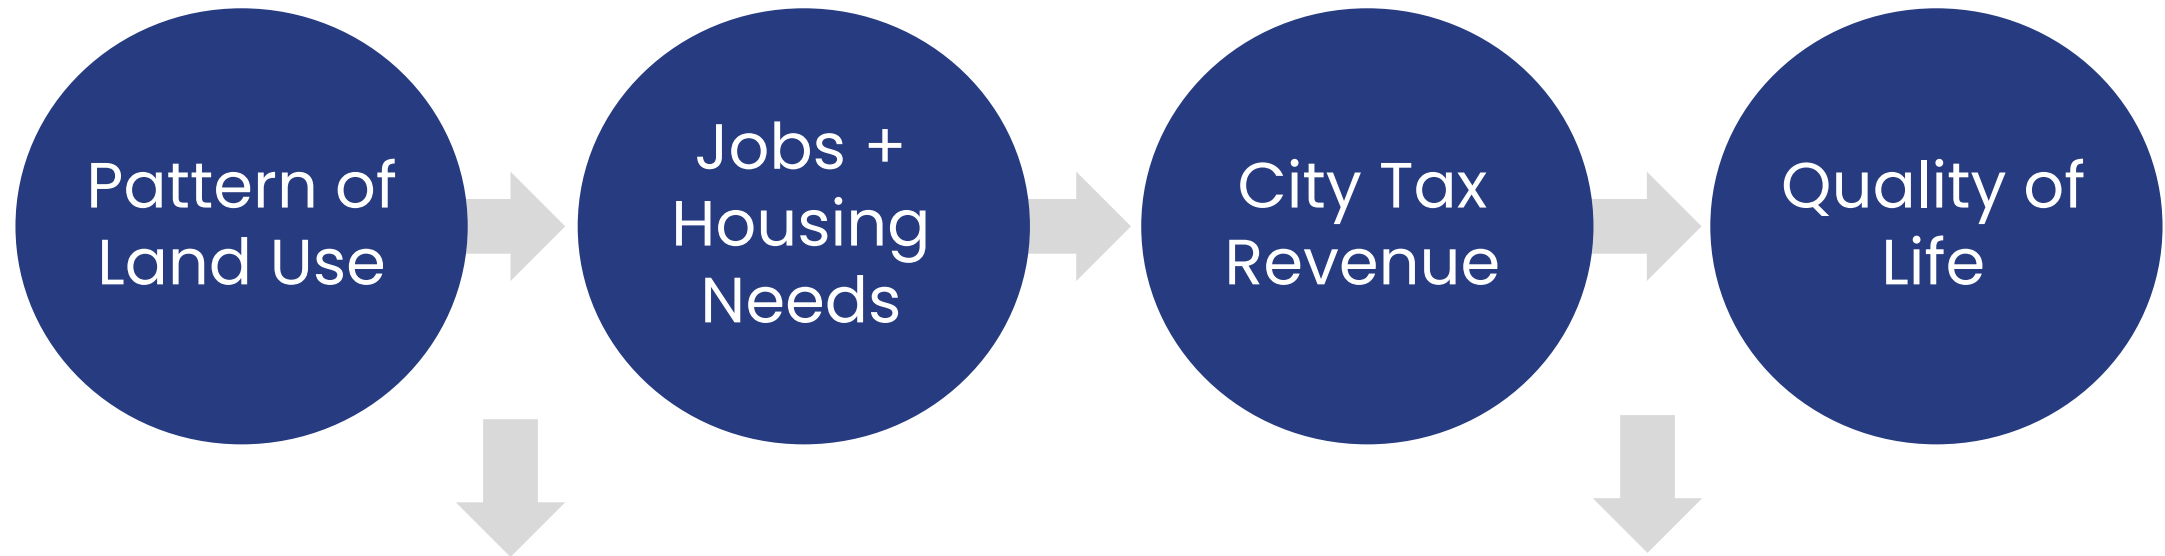 Pattern of
Land Use
Jobs +
Housing
Needs
City Tax
Revenue
Quality of
Life